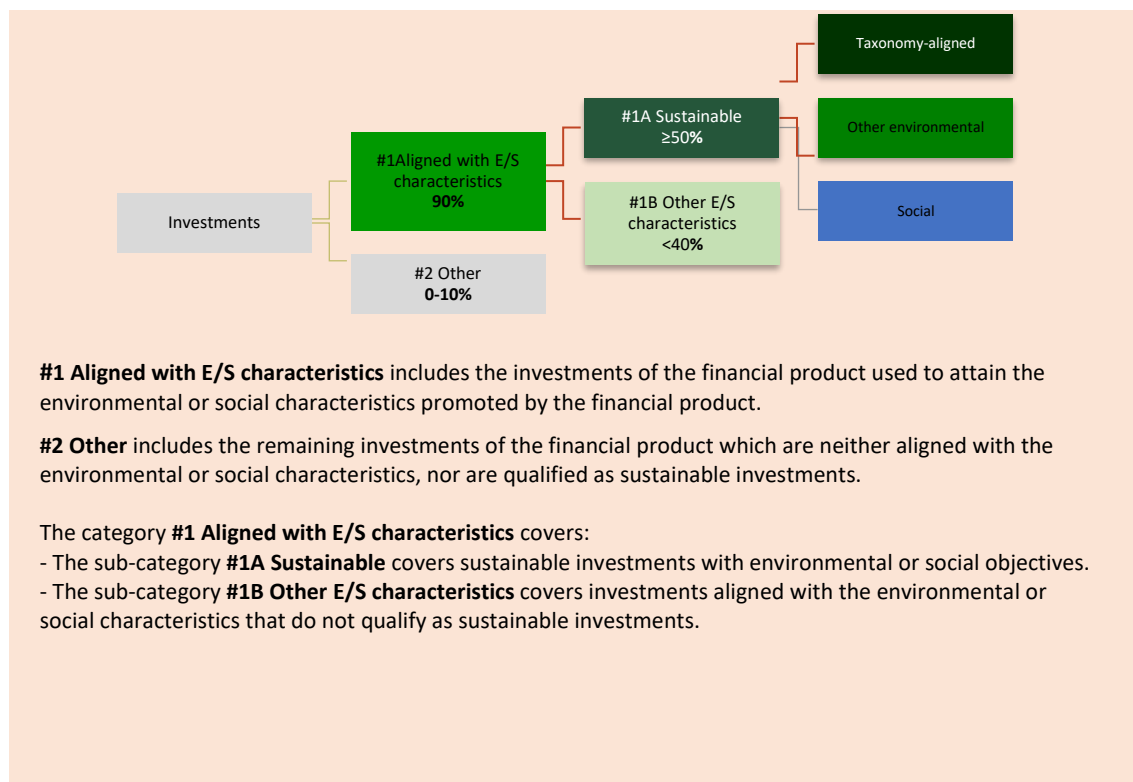 Taxonomy-aligned
#1A Sustainable
≥50%
Other environmental
#1Aligned with E/S
characteristics
90%
#1B Other E/S
characteristics
<40%
Social
Investments
#2 Other
0-10%
#1 Aligned with E/S characteristics includes the investments of the financial product used to attain the
environmental or social characteristics promoted by the financial product.
#2 Other includes the remaining investments of the financial product which are neither aligned with the
environmental or social characteristics, nor are qualified as sustainable investments.
The category #1 Aligned with E/S characteristics covers:
- The sub-category #1A Sustainable covers sustainable investments with environmental or social objectives.
- The sub-category #1B Other E/S characteristics covers investments aligned with the environmental or
social characteristics that do not qualify as sustainable investments.